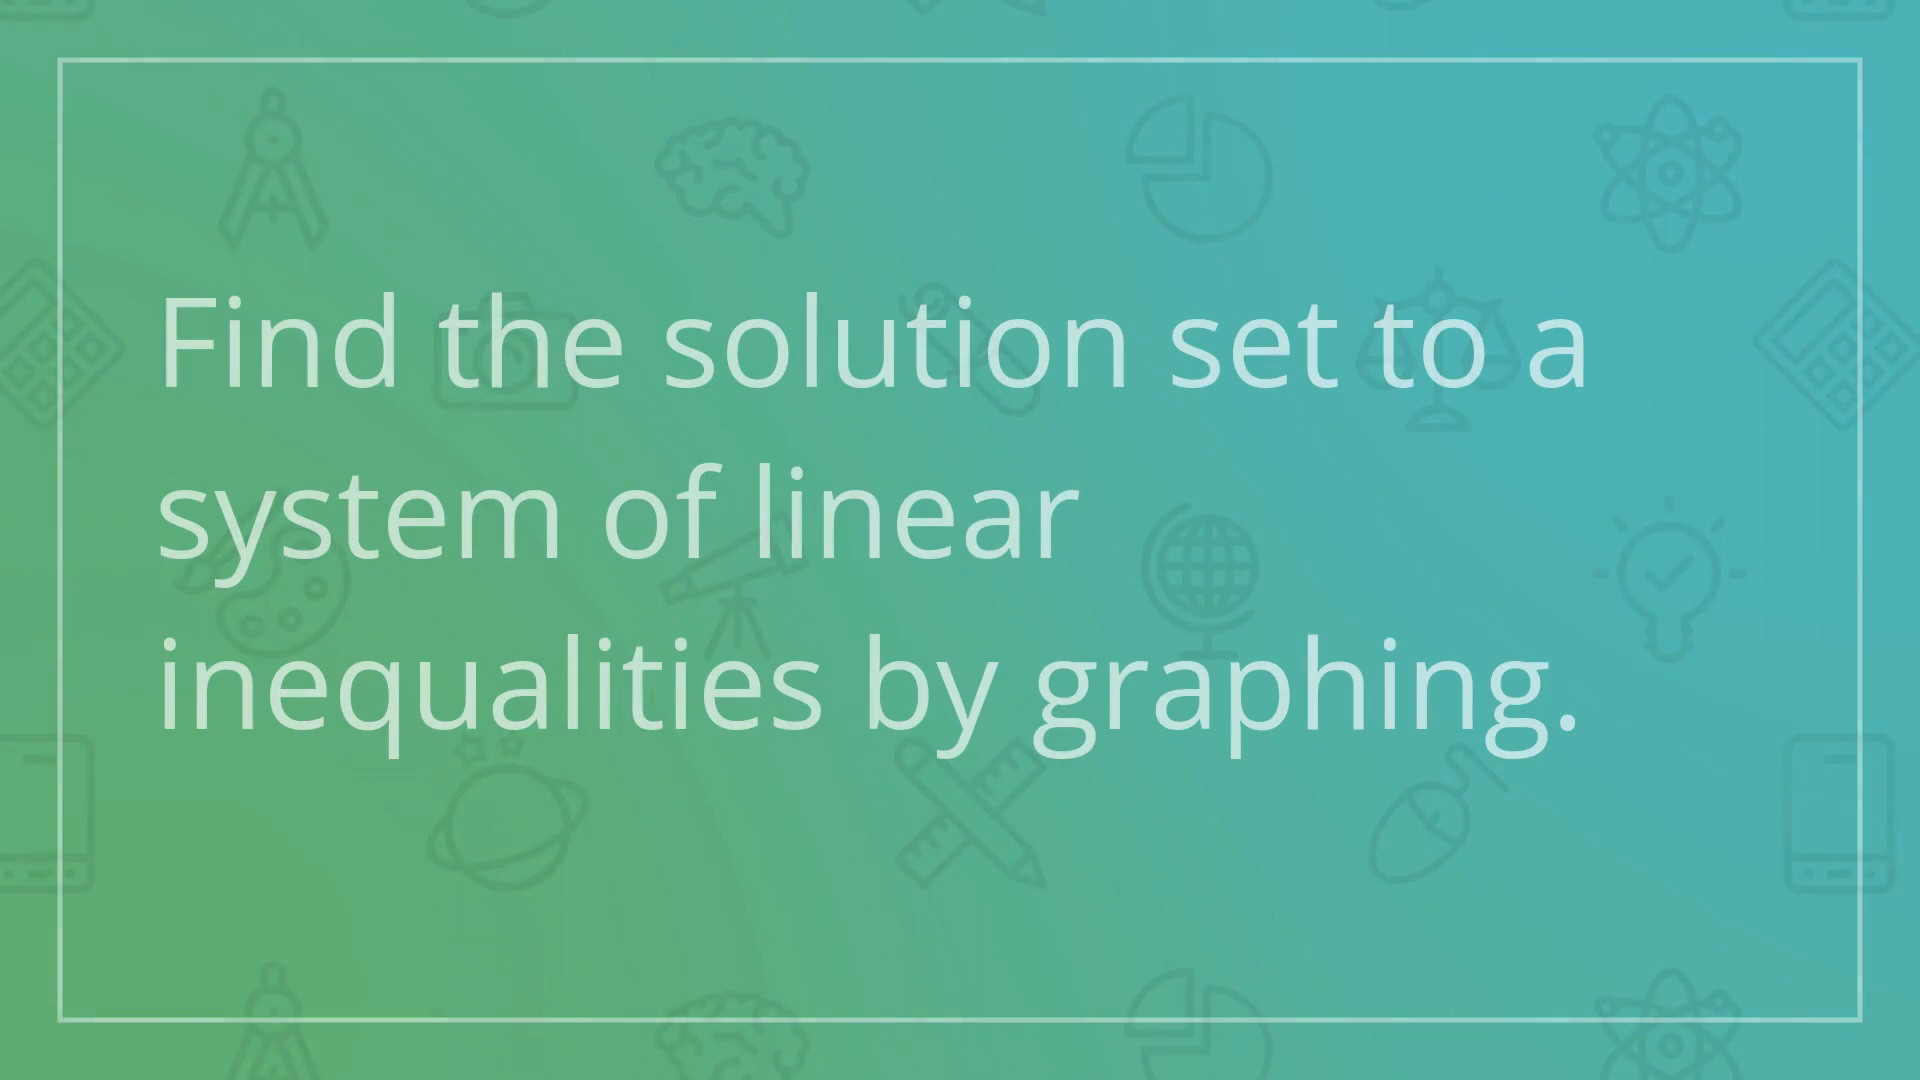 Find the solution set to a
system of linear
inequalities by graphing.